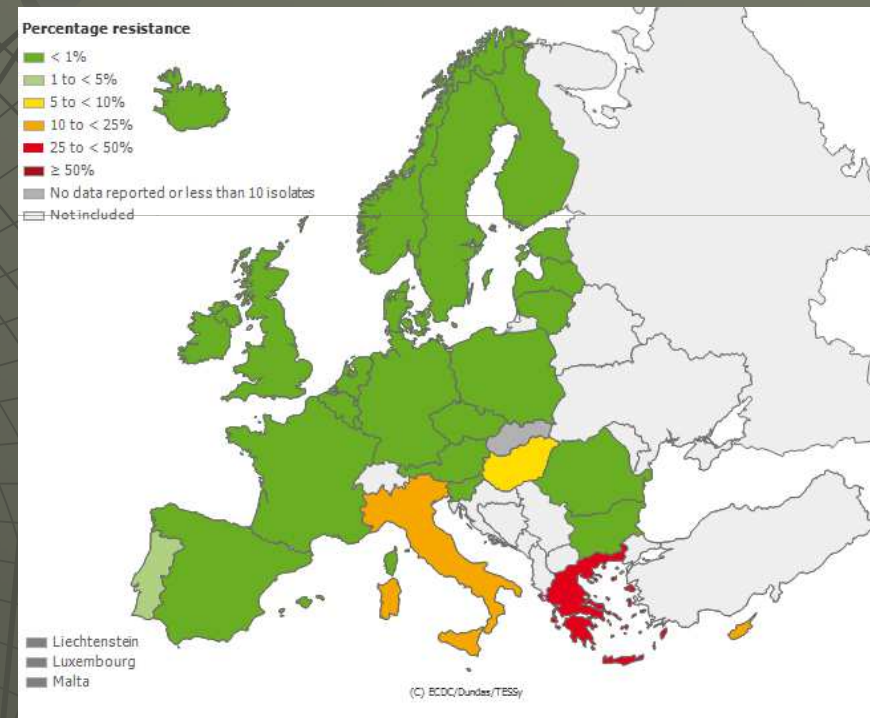 Percentage resistance
< 1%
1 to < 5%
5 to < 10%
10 to < 25%
25 to < 50%
≥ 50%
No data reported or less than 10 isolates
Not included
Liechtenstein
Luxembourg
Malta
(C) ECDC/Dundas/TESSy